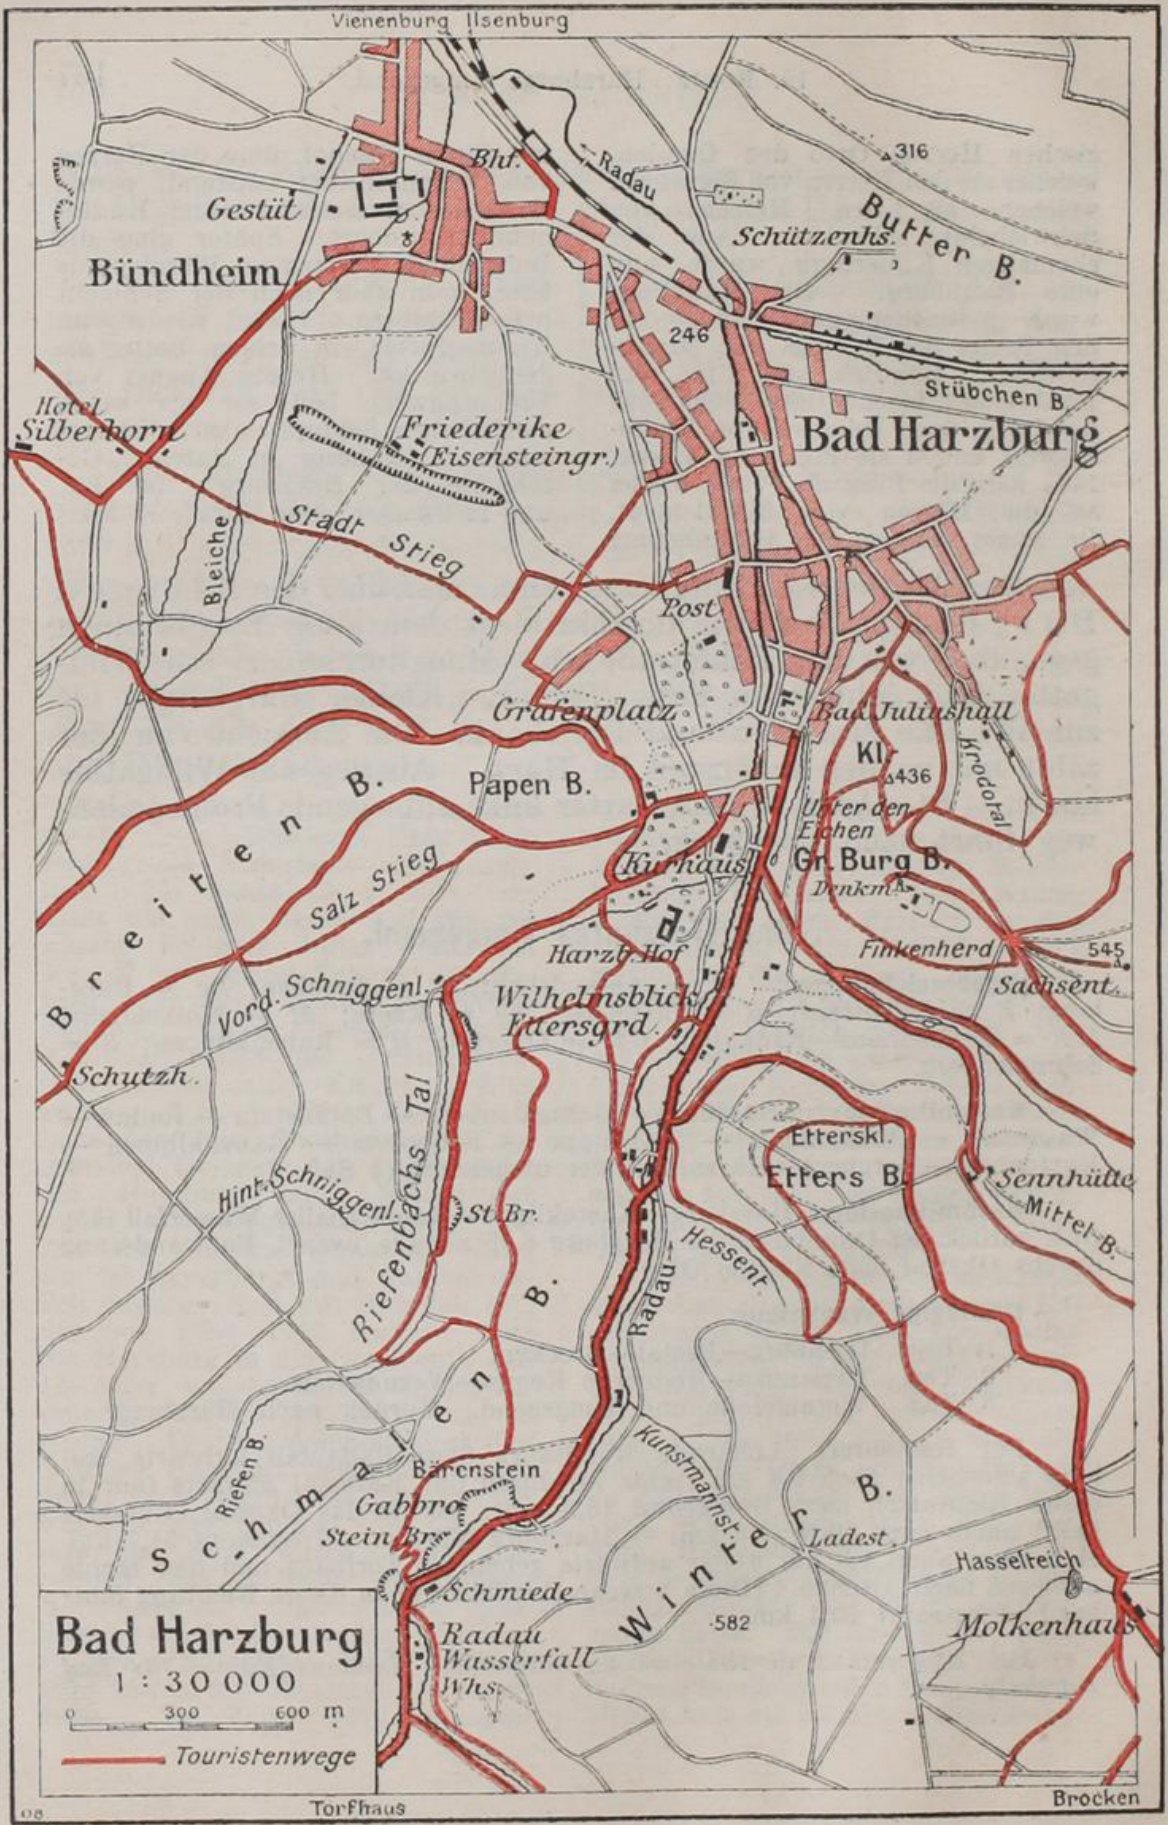 Vienenburg Ilsenburg
Bhf.
Radau
316
Gestüt
Butter B.
Schützenhs.
Bündheim
246
Stübchen B.
Hotel
Silberborn
Friederike
(Eisensteingr.)
Bad Harzburg
Stadt Stieg
Bleiche
Post
Grafenplatz
Bad Juliushall
Kl.
436
Krodotal
Papen B.
Unter den
Eichen
Breiten B.
Salz Stieg
Kurhaus
Gr. Burg B.
Denkm.
Harzb. Hof
Finkenherd
545
Sachsent.
Vord. Schniggenl.
Wilhelmsblick
Ettersgrd.
Schutzh.
Etterskl.
Etters B.
Sennhütte
Mittel-B.
Hint. Schniggenl.
St. Br.
Riefenbachs Tal
Hessent.
Radau
Riefen B.
Bärenstein
Gabbro
Stein Br.
Kunstmannst.
Schmalen B.
Winter B.
Ladest.
Hasselteich
Schmiede
Molkenhaus
582
Radau
Wasserfall
Whs.
Bad Harzburg
1 : 30 000
0 300 600 m
Touristenwege
08
Torfhaus
Brocken